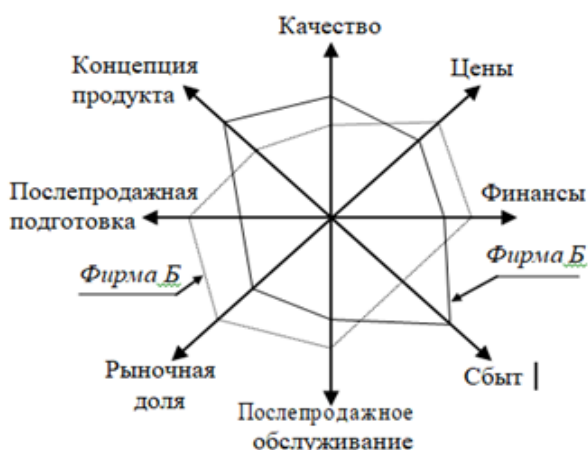 Качество
Концепция
продукта
Цены
Послепродажная
подготовка
Финансы
Фирма Б
Фирма Б
Рыночная
доля
Сбыт
Послепродажное
обслуживание